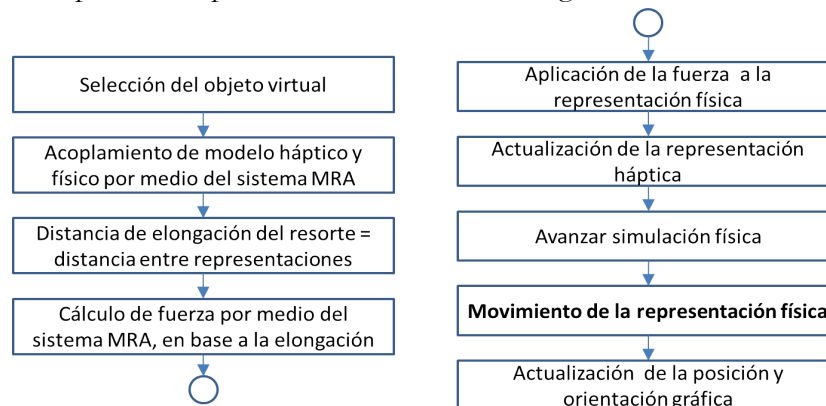 Selección del objeto virtual
Acoplamiento de modelo háptico y
físico por medio del sistema MRA
Distancia de elongación del resorte =
distancia entre representaciones
Cálculo de fuerza por medio del
sistema MRA, en base a la elongación
Aplicación de la fuerza a la
representación física
Actualización de la representación
háptica
Avanzar simulación física
Movimiento de la representación física
Actualización de la posición y
orientación gráfica